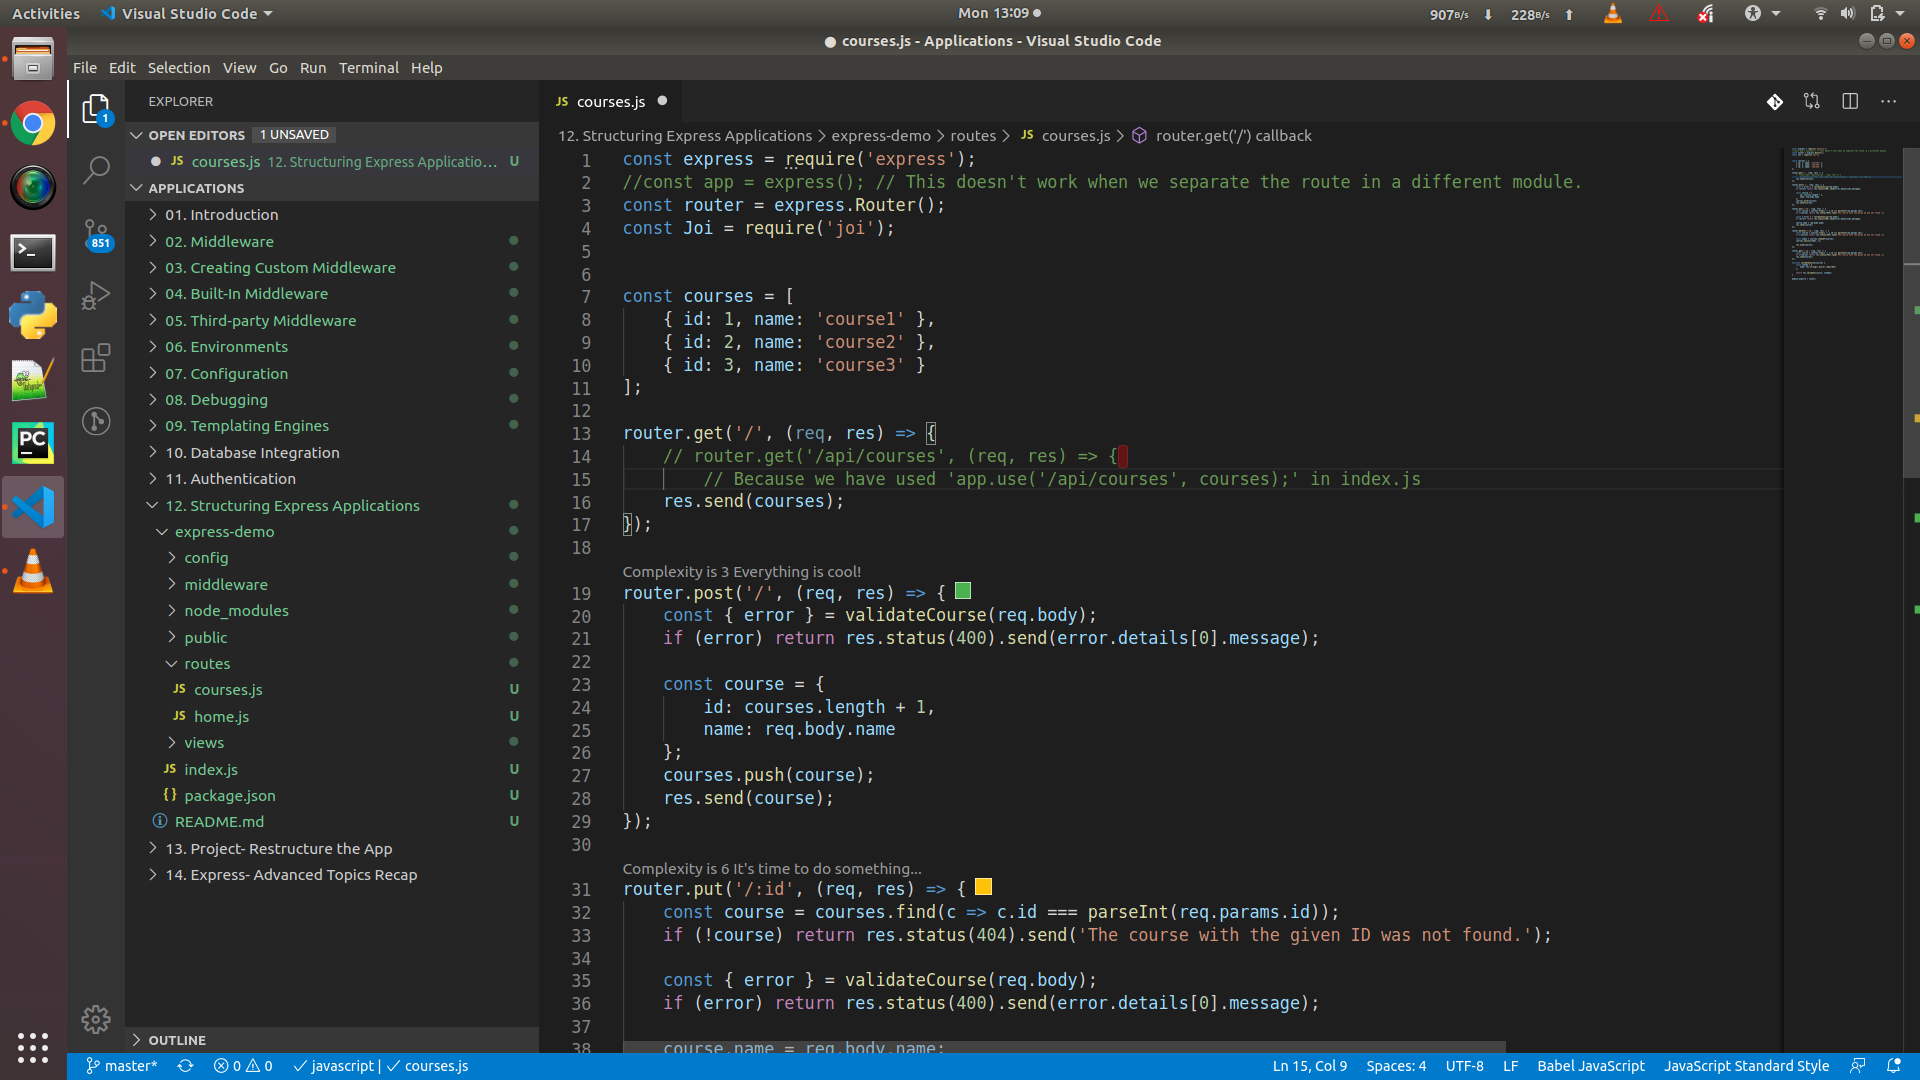 Activities
Visual Studio Code
Mon 13:09
907B/s
228B/s
courses.js - Applications - Visual Studio Code
File Edit Selection View Go Run Terminal Help
EXPLORER
OPEN EDITORS 1 UNSAVED
JS courses.js 12. Structuring Express Applicatio... U
APPLICATIONS
01. Introduction
02. Middleware
03. Creating Custom Middleware
04. Built-In Middleware
05. Third-party Middleware
06. Environments
07. Configuration
08. Debugging
09. Templating Engines
10. Database Integration
11. Authentication
12. Structuring Express Applications
express-demo
config
middleware
node_modules
public
routes
JS courses.js U
JS home.js U
views
JS index.js U
{} package.json U
README.md U
13. Project- Restructure the App
14. Express- Advanced Topics Recap
OUTLINE
1
851
PC
JS courses.js
12. Structuring Express Applications > express-demo > routes > JS courses.js > router.get('/') callback
1 const express = require('express');
2 //const app = express(); // This doesn't work when we separate the route in a different module.
3 const router = express.Router();
4 const Joi = require('joi');
5
6
7 const courses = [
8 { id: 1, name: 'course1' },
9 { id: 2, name: 'course2' },
10 { id: 3, name: 'course3' }
11 ];
12
13 router.get('/', (req, res) => {
14 // router.get('/api/courses', (req, res) => {
15 // Because we have used 'app.use('/api/courses', courses);' in index.js
16 res.send(courses);
17 });
18
Complexity is 3 Everything is cool!
19 router.post('/', (req, res) => {
20 const { error } = validateCourse(req.body);
21 if (error) return res.status(400).send(error.details[0].message);
22
23 const course = {
24 id: courses.length + 1,
25 name: req.body.name
26 };
27 courses.push(course);
28 res.send(course);
29 });
30
Complexity is 6 It's time to do something...
31 router.put('/:id', (req, res) => {
32 const course = courses.find(c => c.id === parseInt(req.params.id));
33 if (!course) return res.status(404).send('The course with the given ID was not found.');
34
35 const { error } = validateCourse(req.body);
36 if (error) return res.status(400).send(error.details[0].message);
37
38 course.name = req.body.name;
master* 0 0 javascript | courses.js
Ln 15, Col 9 Spaces: 4 UTF-8 LF Babel JavaScript JavaScript Standard Style